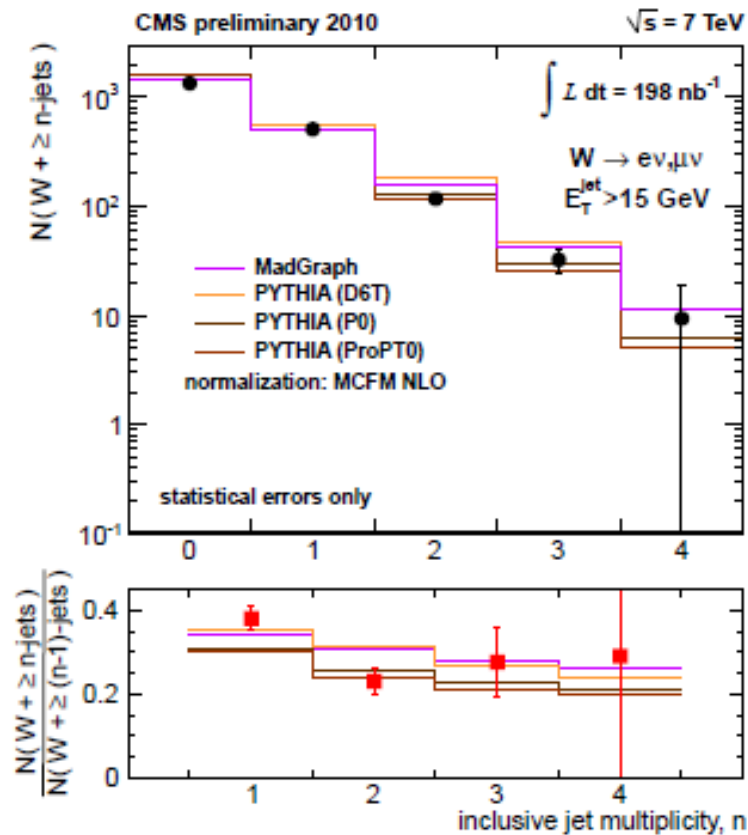 CMS preliminary 2010
√s = 7 TeV
N( W + ≥ n-jets )
10³
10²
10
1
10⁻¹
∫ L dt = 198 nb⁻¹
W → eν,μν
E_T^jet >15 GeV
MadGraph
PYTHIA (D6T)
PYTHIA (P0)
PYTHIA (ProPT0)
normalization: MCFM NLO
statistical errors only
0 1 2 3 4
N( W + ≥ n-jets )
N( W + ≥ (n-1)-jets )
0.4
0.2
0
1 2 3 4
inclusive jet multiplicity, n